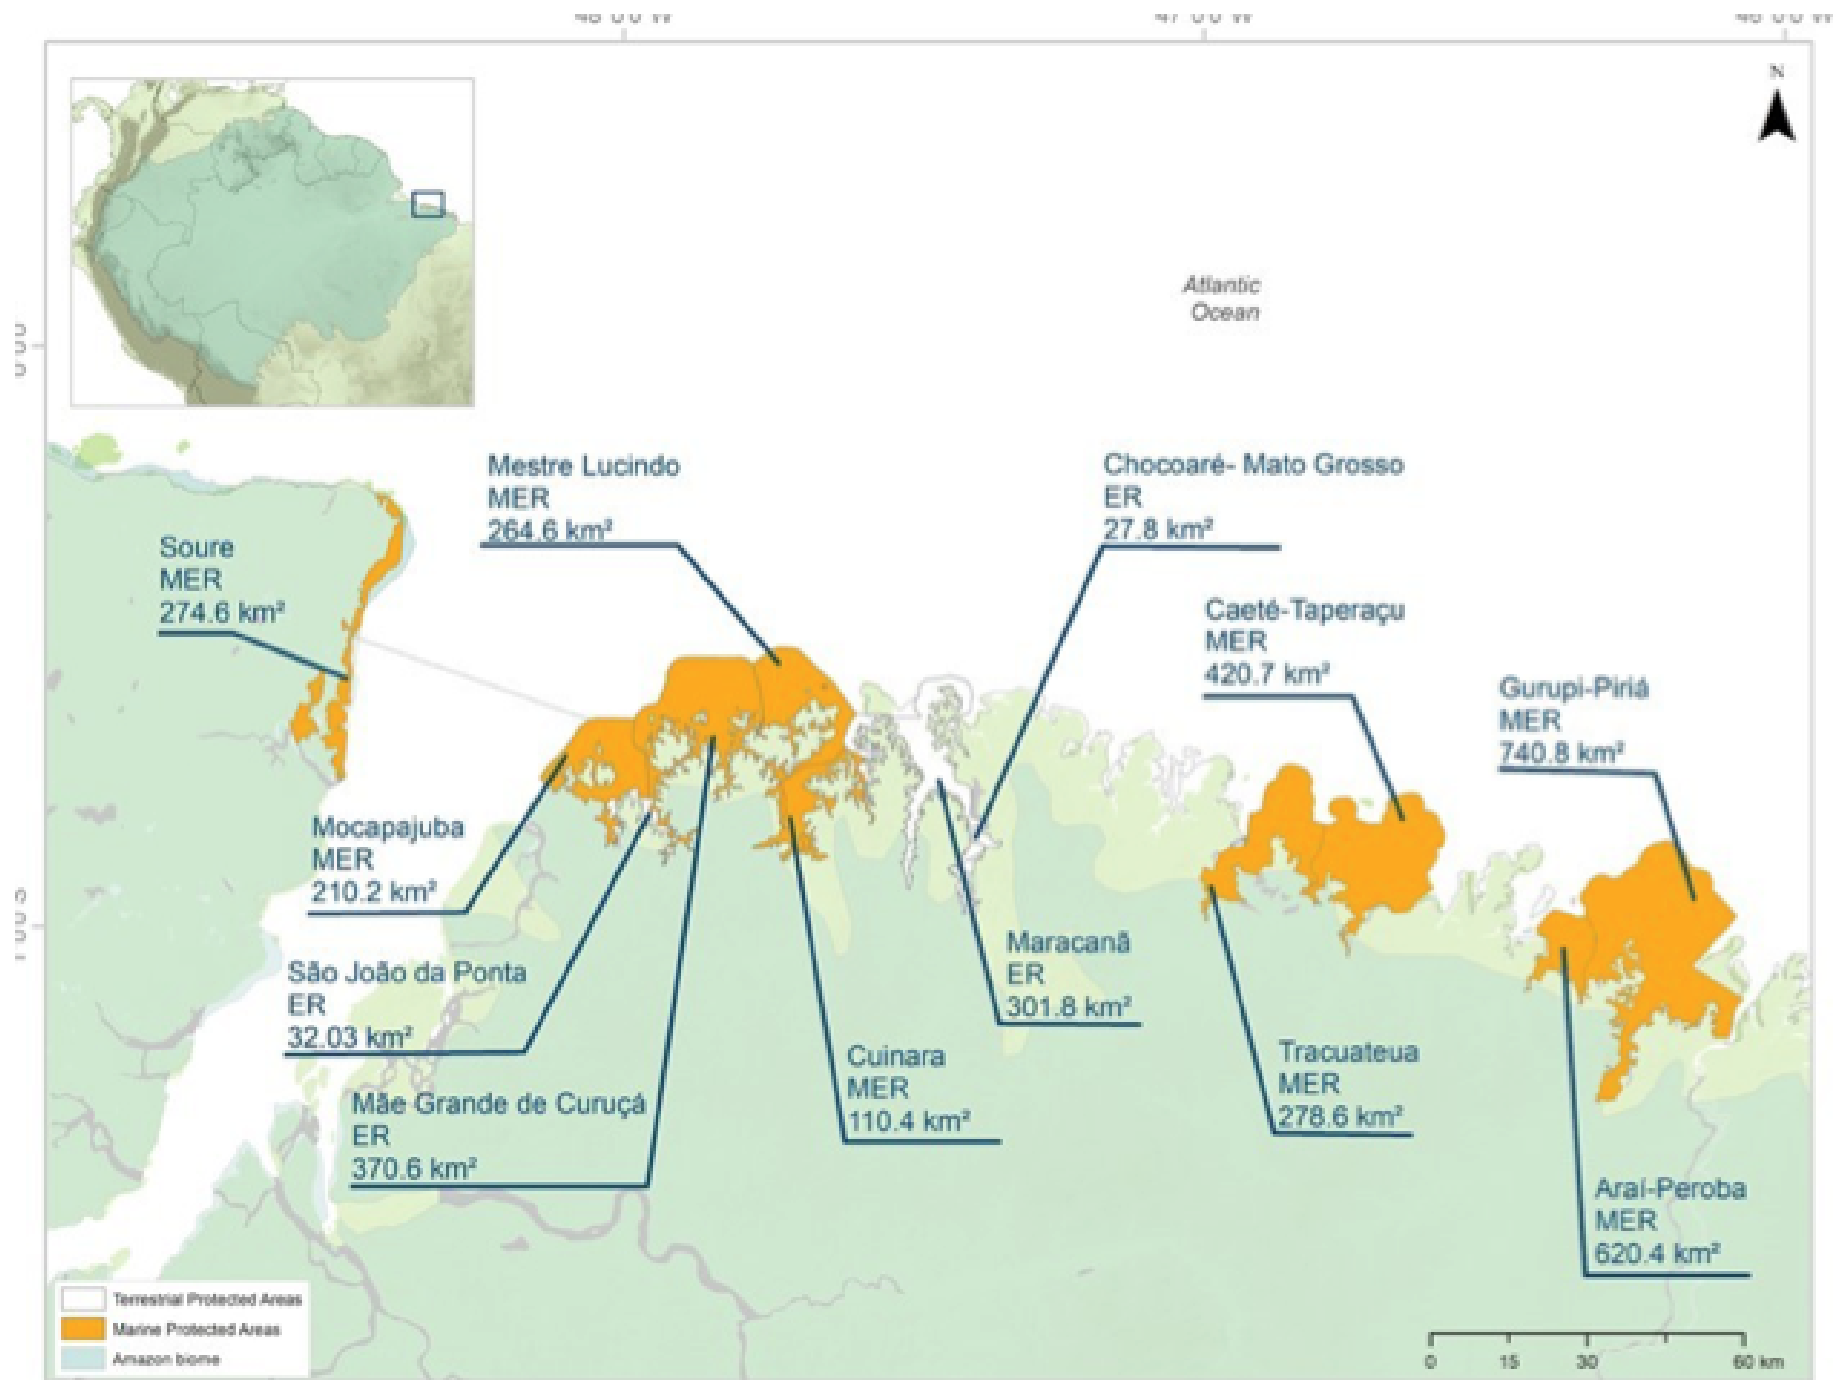 N
Atlantic
Ocean
Mestre Lucindo
MER
264.6 km²
Chocoaré- Mato Grosso
ER
27.8 km²
Soure
MER
274.6 km²
Caeté-Taperaçu
MER
420.7 km²
Gurupi-Piriá
MER
740.8 km²
Mocapajuba
MER
210.2 km²
Maracanã
ER
301.8 km²
São João da Ponta
ER
32.03 km²
Cuinara
MER
110.4 km²
Tracuateua
MER
278.6 km²
Mãe Grande de Curuçá
ER
370.6 km²
Araí-Peroba
MER
620.4 km²
Terrestrial Protected Areas
Marine Protected Areas
Amazon biome
0 15 30 60 km